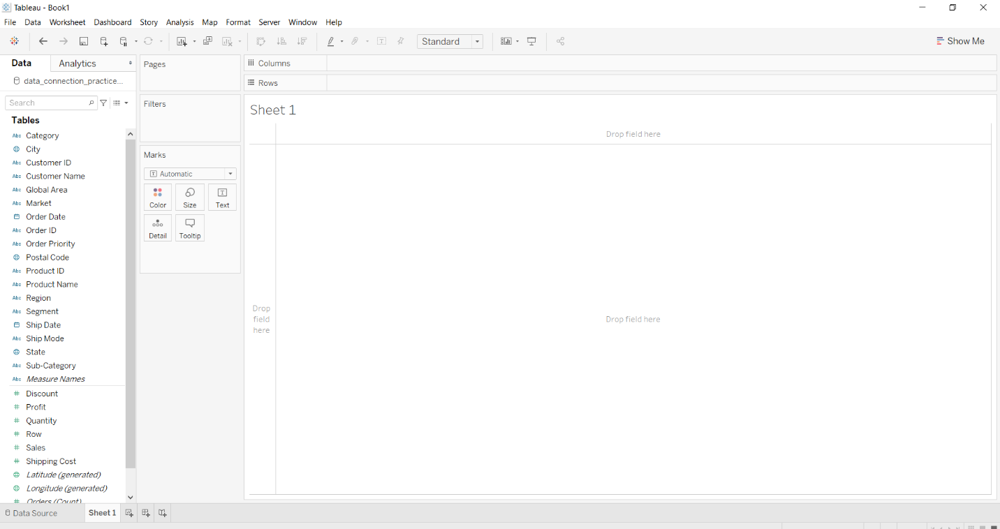 Tableau - Book1
File Data Worksheet Dashboard Story Analysis Map Format Server Window Help
Standard
Show Me
Data Analytics
data_connection_practice...
Search
Tables
Abc Category
City
Abc Customer ID
Abc Customer Name
Abc Global Area
Abc Market
Order Date
Abc Order ID
Abc Order Priority
Postal Code
Abc Product ID
Abc Product Name
Abc Region
Abc Segment
Ship Date
Abc Ship Mode
State
Abc Sub-Category
Abc Measure Names
# Discount
# Profit
# Quantity
# Row
# Sales
# Shipping Cost
Latitude (generated)
Longitude (generated)
# Orders (Count)
Pages
Filters
Marks
T Automatic
Color Size T Text
Detail Tooltip
Columns
Rows
Sheet 1
Drop field here
Drop
field
here
Drop field here
Data Source Sheet 1